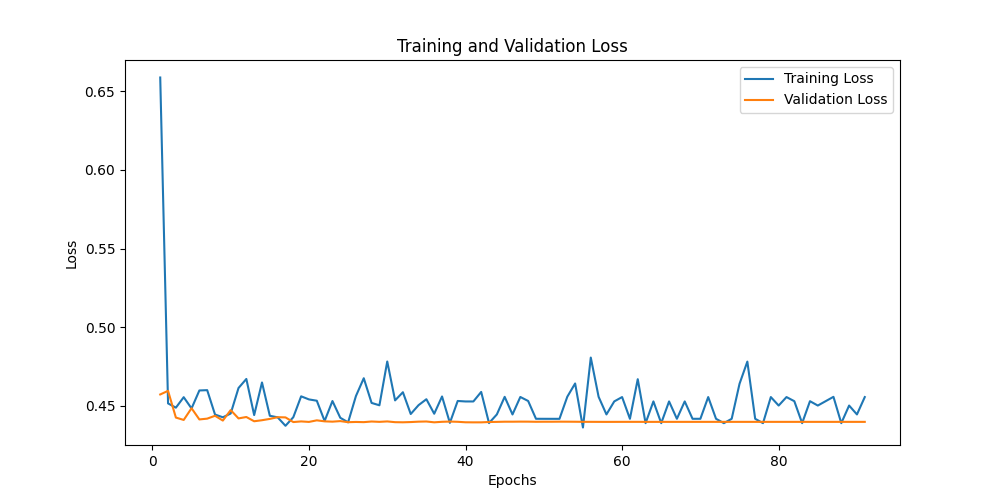 Training and Validation Loss
Training Loss
Validation Loss
0.65
0.60
0.55
0.50
0.45
Loss
0 20 40 60 80
Epochs